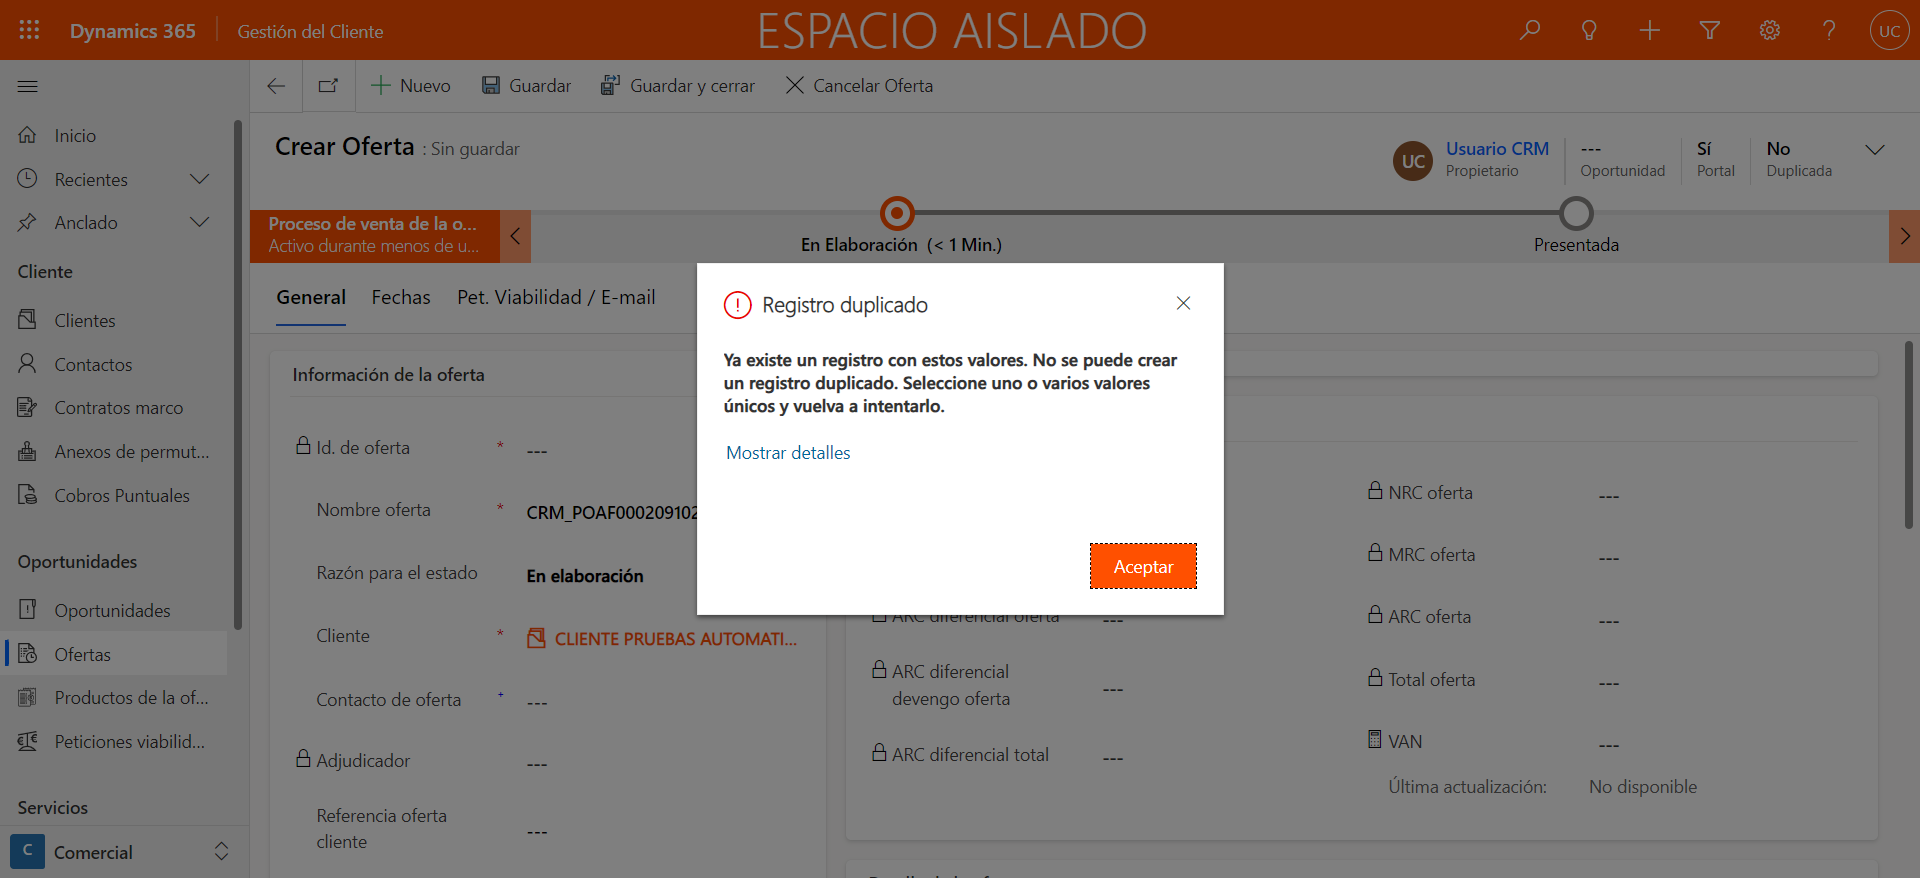 Dynamics 365
Gestión del Cliente
ESPACIO AISLADO
UC
Nuevo
Guardar
Guardar y cerrar
Cancelar Oferta
Inicio
Recientes
Anclado
Cliente
Clientes
Contactos
Contratos marco
Anexos de permut...
Cobros Puntuales
Oportunidades
Oportunidades
Ofertas
Productos de la of...
Peticiones viabilid...
Servicios
C
Comercial
Crear Oferta : Sin guardar
UC
Usuario CRM
Propietario
---
Oportunidad
Sí
Portal
No
Duplicada
Proceso de venta de la o...
Activo durante menos de u...
En Elaboración (< 1 Min.)
Presentada
General
Fechas
Pet. Viabilidad / E-mail
Registro duplicado
Ya existe un registro con estos valores. No se puede crear
un registro duplicado. Seleccione uno o varios valores
únicos y vuelva a intentarlo.
Mostrar detalles
Aceptar
Información de la oferta
Id. de oferta * ---
Nombre oferta * CRM_POAF000209102
Razón para el estado En elaboración
Cliente * CLIENTE PRUEBAS AUTOMATI...
Contacto de oferta + ---
Adjudicador ---
Referencia oferta
cliente ---
ARC diferencial oferta ---
ARC diferencial
devengo oferta ---
ARC diferencial total ---
NRC oferta ---
MRC oferta ---
ARC oferta ---
Total oferta ---
VAN ---
Última actualización: No disponible